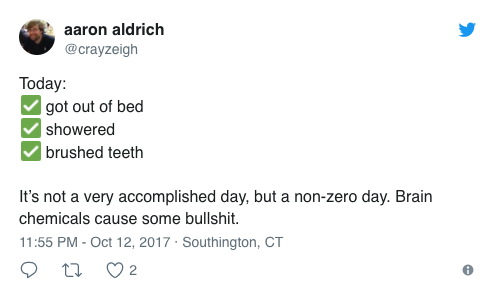 aaron aldrich
@crayzeigh
Today:
✅ got out of bed
✅ showered
✅ brushed teeth
It’s not a very accomplished day, but a non-zero day. Brain
chemicals cause some bullshit.
11:55 PM - Oct 12, 2017 · Southington, CT
2